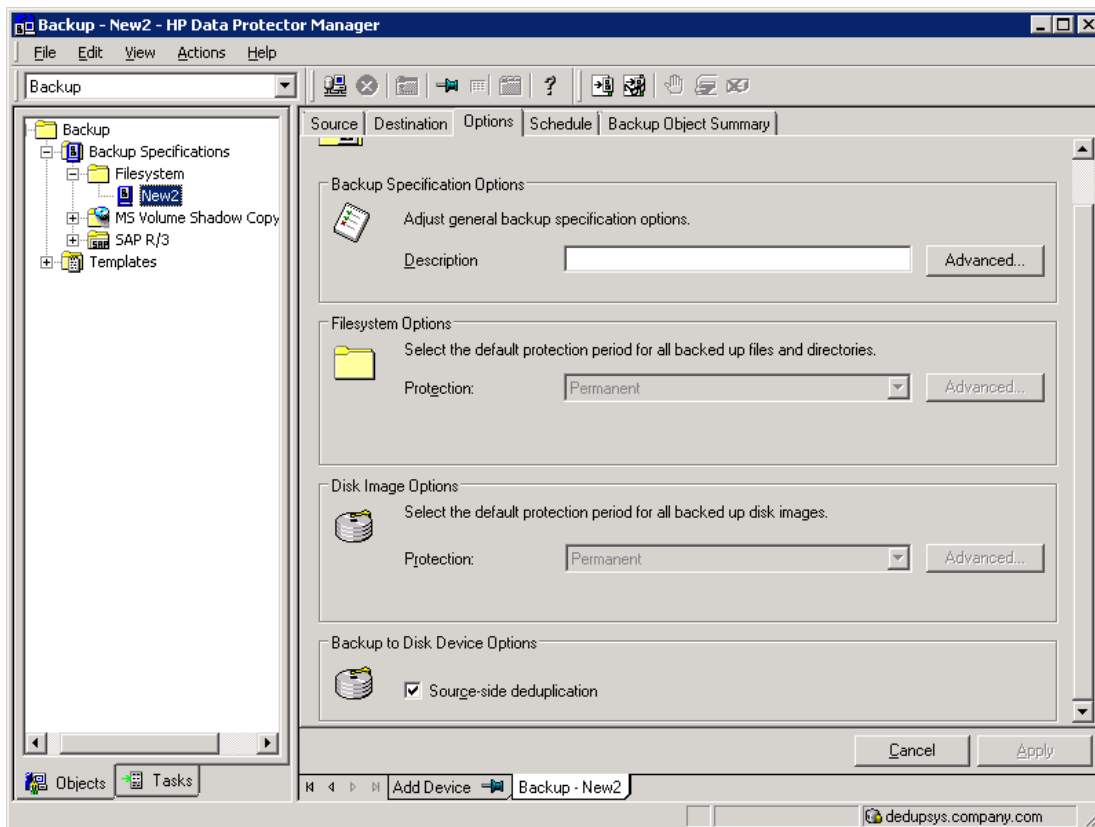 Backup - New2 - HP Data Protector Manager
File Edit View Actions Help
Backup
Source Destination Options Schedule Backup Object Summary
Backup
Backup Specifications
Filesystem
New2
MS Volume Shadow Copy
SAP R/3
Templates
Backup Specification Options
Adjust general backup specification options.
Description
Advanced...
Filesystem Options
Select the default protection period for all backed up files and directories.
Protection: Permanent Advanced...
Disk Image Options
Select the default protection period for all backed up disk images.
Protection: Permanent Advanced...
Backup to Disk Device Options
Source-side deduplication
Cancel Apply
Objects Tasks
Add Device Backup - New2
dedupsys.company.com